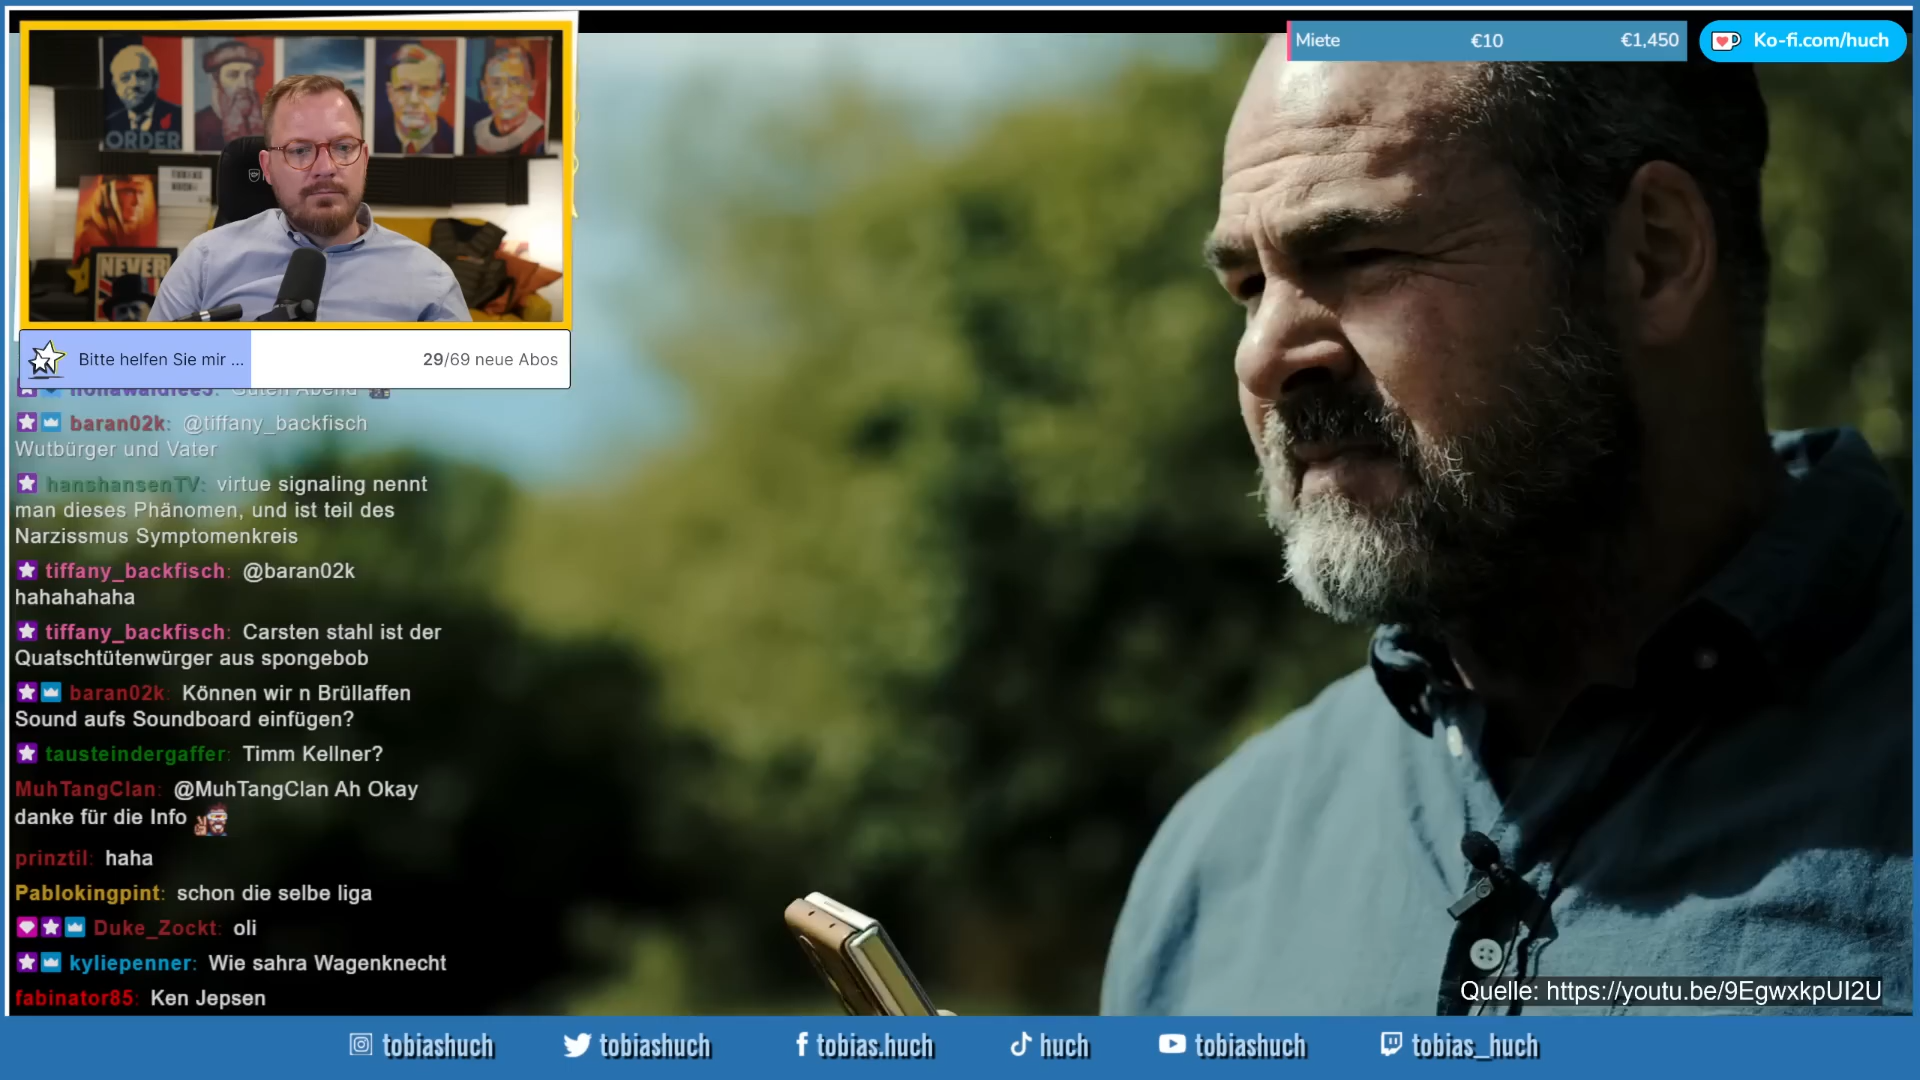 Miete €10 €1,450
Ko-fi.com/huch
ORDER
NEVER
Bitte helfen Sie mir ... 29/69 neue Abos
baran02k: @tiffany_backfisch
Wutbürger und Vater
hanshansenTV: virtue signaling nennt
man dieses Phänomen, und ist teil des
Narzissmus Symptomenkreis
tiffany_backfisch: @baran02k
hahahahaha
tiffany_backfisch: Carsten stahl ist der
Quatschtütenwürger aus spongebob
baran02k: Können wir n Brüllaffen
Sound aufs Soundboard einfügen?
tausteindergaffer: Timm Kellner?
MuhTangClan: @MuhTangClan Ah Okay
danke für die Info
prinztil: haha
Pablokingpint: schon die selbe liga
Duke_Zockt: oli
kyliepenner: Wie sahra Wagenknecht
fabinator85: Ken Jepsen
Quelle: https://youtu.be/9EgwxkpUI2U
tobiashuch
tobiashuch
tobias.huch
huch
tobiashuch
tobias_huch